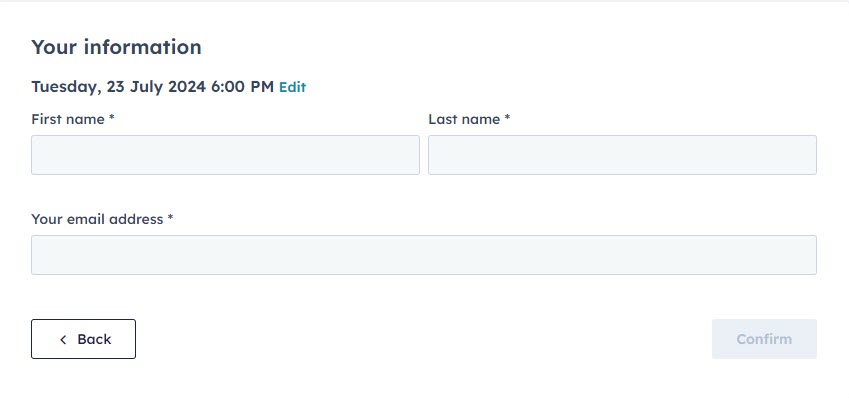 Your information
Tuesday, 23 July 2024 6:00 PM Edit
First name * Last name *
Your email address *
Back Confirm